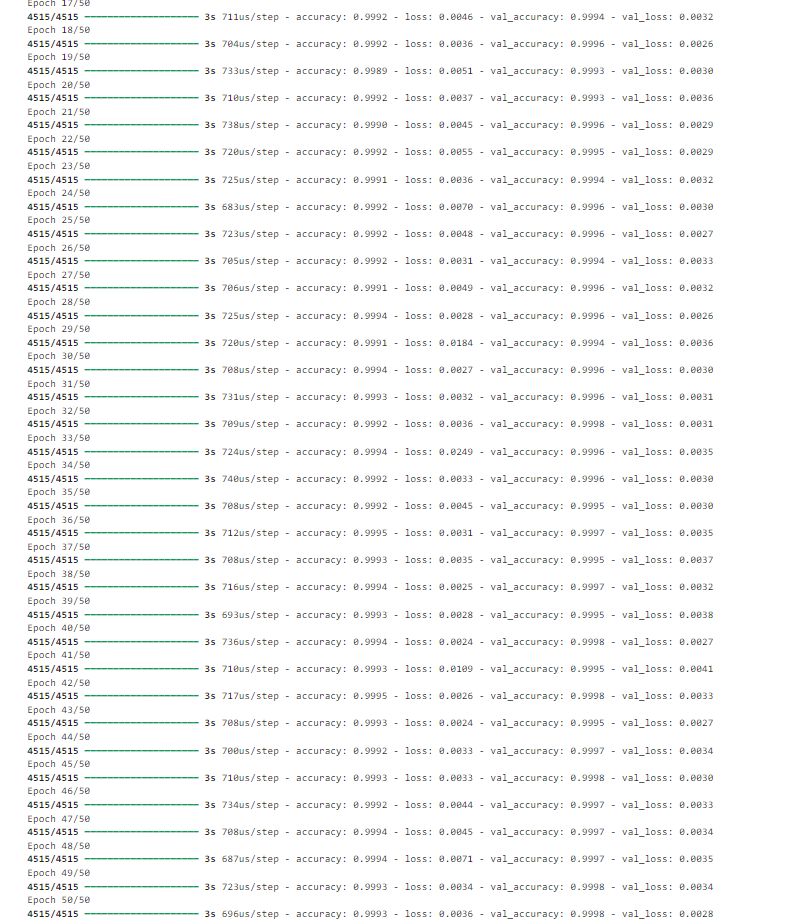 Epoch 17/50
4515/4515 3s 711us/step - accuracy: 0.9992 - loss: 0.0046 - val_accuracy: 0.9994 - val_loss: 0.0032
Epoch 18/50
4515/4515 3s 704us/step - accuracy: 0.9992 - loss: 0.0036 - val_accuracy: 0.9996 - val_loss: 0.0026
Epoch 19/50
4515/4515 3s 733us/step - accuracy: 0.9989 - loss: 0.0051 - val_accuracy: 0.9993 - val_loss: 0.0030
Epoch 20/50
4515/4515 3s 710us/step - accuracy: 0.9992 - loss: 0.0037 - val_accuracy: 0.9993 - val_loss: 0.0036
Epoch 21/50
4515/4515 3s 738us/step - accuracy: 0.9990 - loss: 0.0045 - val_accuracy: 0.9996 - val_loss: 0.0029
Epoch 22/50
4515/4515 3s 720us/step - accuracy: 0.9992 - loss: 0.0055 - val_accuracy: 0.9995 - val_loss: 0.0029
Epoch 23/50
4515/4515 3s 725us/step - accuracy: 0.9991 - loss: 0.0036 - val_accuracy: 0.9994 - val_loss: 0.0032
Epoch 24/50
4515/4515 3s 683us/step - accuracy: 0.9992 - loss: 0.0070 - val_accuracy: 0.9996 - val_loss: 0.0030
Epoch 25/50
4515/4515 3s 723us/step - accuracy: 0.9992 - loss: 0.0048 - val_accuracy: 0.9996 - val_loss: 0.0027
Epoch 26/50
4515/4515 3s 705us/step - accuracy: 0.9992 - loss: 0.0031 - val_accuracy: 0.9994 - val_loss: 0.0033
Epoch 27/50
4515/4515 3s 706us/step - accuracy: 0.9991 - loss: 0.0049 - val_accuracy: 0.9996 - val_loss: 0.0032
Epoch 28/50
4515/4515 3s 725us/step - accuracy: 0.9994 - loss: 0.0028 - val_accuracy: 0.9996 - val_loss: 0.0026
Epoch 29/50
4515/4515 3s 720us/step - accuracy: 0.9991 - loss: 0.0184 - val_accuracy: 0.9994 - val_loss: 0.0036
Epoch 30/50
4515/4515 3s 708us/step - accuracy: 0.9994 - loss: 0.0027 - val_accuracy: 0.9996 - val_loss: 0.0030
Epoch 31/50
4515/4515 3s 731us/step - accuracy: 0.9993 - loss: 0.0032 - val_accuracy: 0.9996 - val_loss: 0.0031
Epoch 32/50
4515/4515 3s 709us/step - accuracy: 0.9992 - loss: 0.0036 - val_accuracy: 0.9998 - val_loss: 0.0031
Epoch 33/50
4515/4515 3s 724us/step - accuracy: 0.9994 - loss: 0.0249 - val_accuracy: 0.9996 - val_loss: 0.0035
Epoch 34/50
4515/4515 3s 740us/step - accuracy: 0.9992 - loss: 0.0033 - val_accuracy: 0.9996 - val_loss: 0.0030
Epoch 35/50
4515/4515 3s 708us/step - accuracy: 0.9992 - loss: 0.0045 - val_accuracy: 0.9995 - val_loss: 0.0030
Epoch 36/50
4515/4515 3s 712us/step - accuracy: 0.9995 - loss: 0.0031 - val_accuracy: 0.9997 - val_loss: 0.0035
Epoch 37/50
4515/4515 3s 708us/step - accuracy: 0.9993 - loss: 0.0035 - val_accuracy: 0.9995 - val_loss: 0.0037
Epoch 38/50
4515/4515 3s 716us/step - accuracy: 0.9994 - loss: 0.0025 - val_accuracy: 0.9997 - val_loss: 0.0032
Epoch 39/50
4515/4515 3s 693us/step - accuracy: 0.9993 - loss: 0.0028 - val_accuracy: 0.9995 - val_loss: 0.0038
Epoch 40/50
4515/4515 3s 736us/step - accuracy: 0.9994 - loss: 0.0024 - val_accuracy: 0.9998 - val_loss: 0.0027
Epoch 41/50
4515/4515 3s 710us/step - accuracy: 0.9993 - loss: 0.0109 - val_accuracy: 0.9995 - val_loss: 0.0041
Epoch 42/50
4515/4515 3s 717us/step - accuracy: 0.9995 - loss: 0.0026 - val_accuracy: 0.9998 - val_loss: 0.0033
Epoch 43/50
4515/4515 3s 708us/step - accuracy: 0.9993 - loss: 0.0024 - val_accuracy: 0.9995 - val_loss: 0.0027
Epoch 44/50
4515/4515 3s 700us/step - accuracy: 0.9992 - loss: 0.0033 - val_accuracy: 0.9997 - val_loss: 0.0034
Epoch 45/50
4515/4515 3s 710us/step - accuracy: 0.9993 - loss: 0.0033 - val_accuracy: 0.9998 - val_loss: 0.0030
Epoch 46/50
4515/4515 3s 734us/step - accuracy: 0.9992 - loss: 0.0044 - val_accuracy: 0.9997 - val_loss: 0.0033
Epoch 47/50
4515/4515 3s 708us/step - accuracy: 0.9994 - loss: 0.0045 - val_accuracy: 0.9997 - val_loss: 0.0034
Epoch 48/50
4515/4515 3s 687us/step - accuracy: 0.9994 - loss: 0.0071 - val_accuracy: 0.9997 - val_loss: 0.0035
Epoch 49/50
4515/4515 3s 723us/step - accuracy: 0.9993 - loss: 0.0034 - val_accuracy: 0.9998 - val_loss: 0.0034
Epoch 50/50
4515/4515 3s 696us/step - accuracy: 0.9993 - loss: 0.0036 - val_accuracy: 0.9998 - val_loss: 0.0028